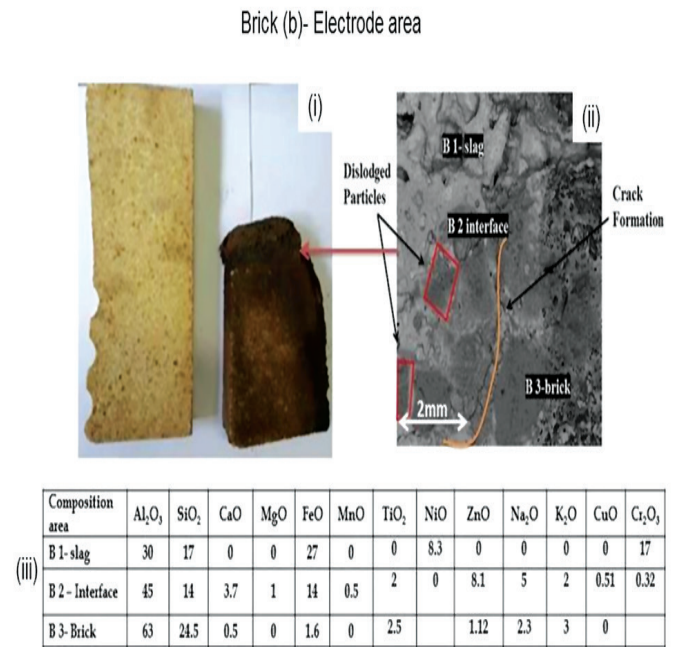 Brick (b)- Electrode area
(i)
(ii)
B 1- slag
Dislodged
Particles
B 2 interface
Crack
Formation
B 3-brick
2mm
(iii)
Composition area Al₂O₃ SiO₂ CaO MgO FeO MnO TiO₂ NiO ZnO Na₂O K₂O CuO Cr₂O₃
B 1- slag 30 17 0 0 27 0 0 8.3 0 0 0 0 17
B 2 – Interface 45 14 3.7 1 14 0.5 2 0 8.1 5 2 0.51 0.32
B 3- Brick 63 24.5 0.5 0 1.6 0 2.5 1.12 2.3 3 0